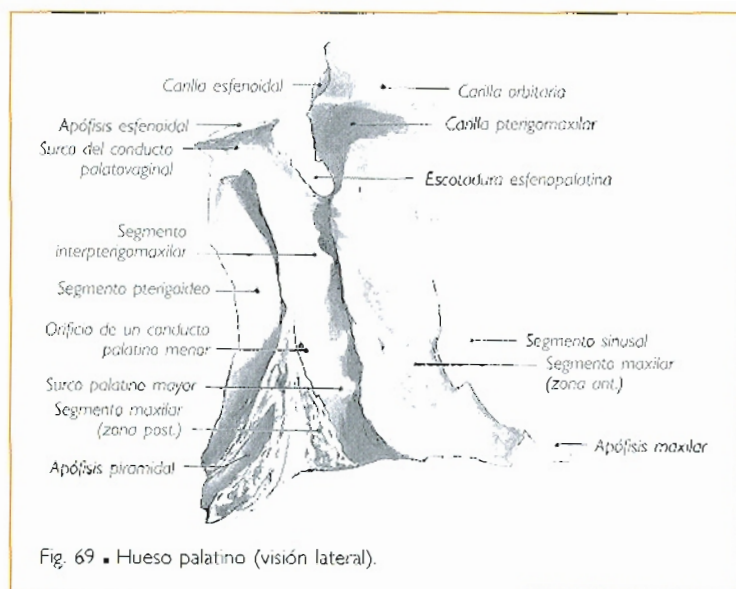 Carilla esfenoidal
Carilla orbitaria
Apófisis esfenoidal
Carilla pterigomaxilar
Surco del conducto
palatovaginal
Escotadura esfenopalatina
Segmento
interpterigomaxilar
Segmento pterigoideo
Orificio de un conducto
palatino menor
Segmento sinusal
Segmento maxilar
(zona ant.)
Surco palatino mayor
Segmento maxilar
(zona post.)
Apófisis maxilar
Apófisis piramidal
Fig. 69 ▪ Hueso palatino (visión lateral).